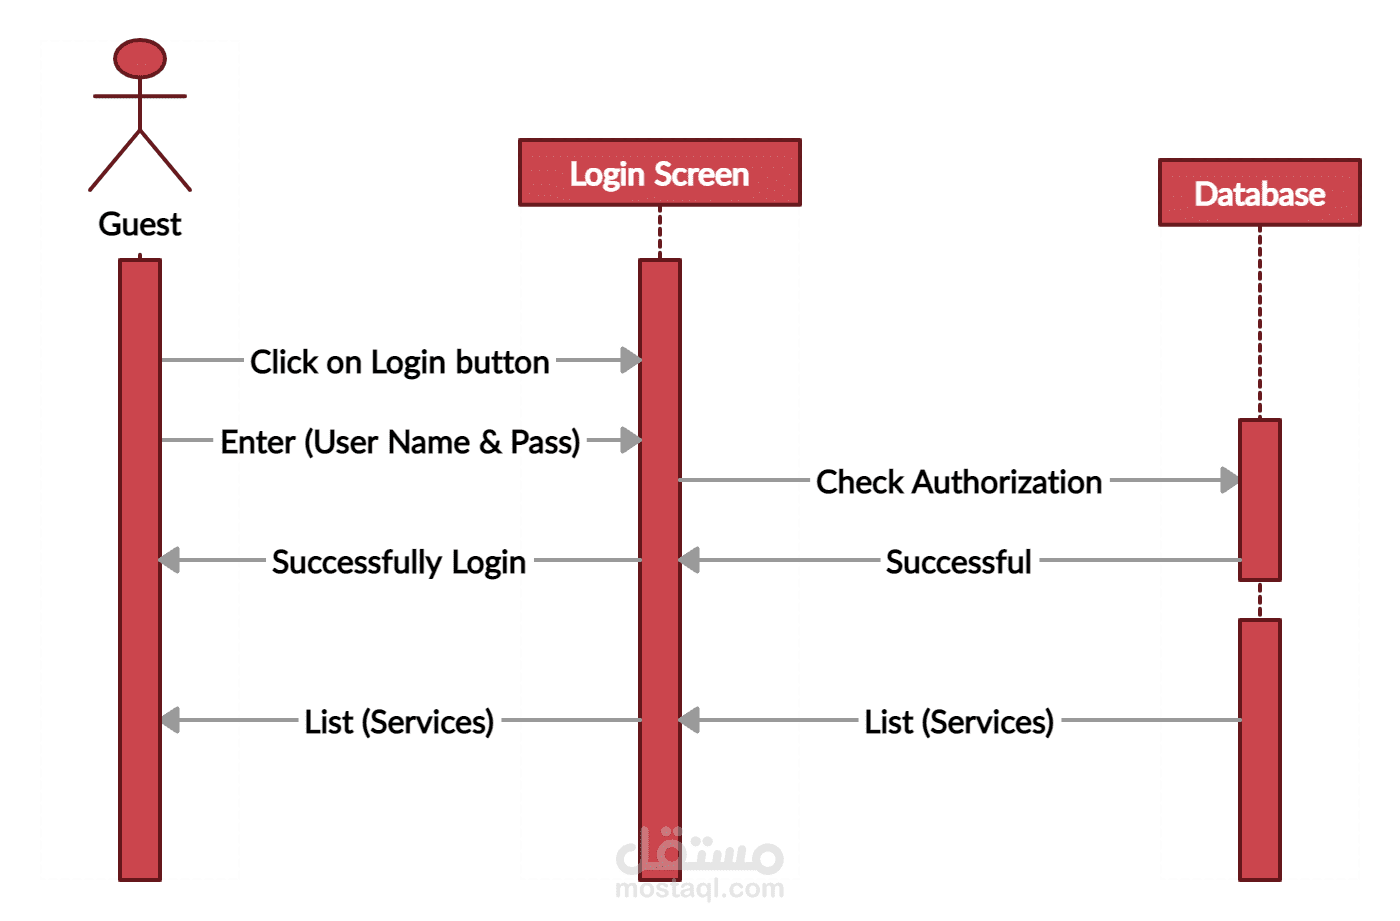 Guest
Login Screen
Database
Click on Login button
Enter (User Name & Pass)
Check Authorization
Successfully Login
Successful
List (Services)
List (Services)
مستقل
mostaql.com